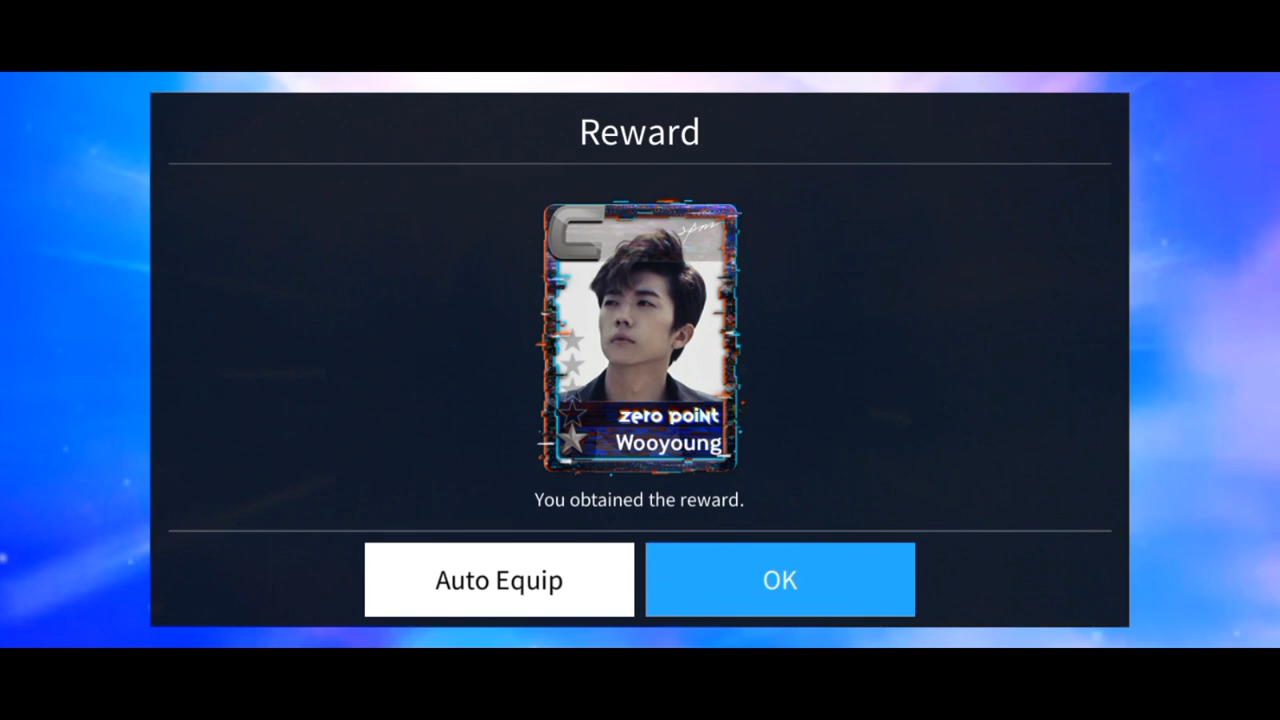 Reward
C
zero point
Wooyoung
You obtained the reward.
Auto Equip
OK